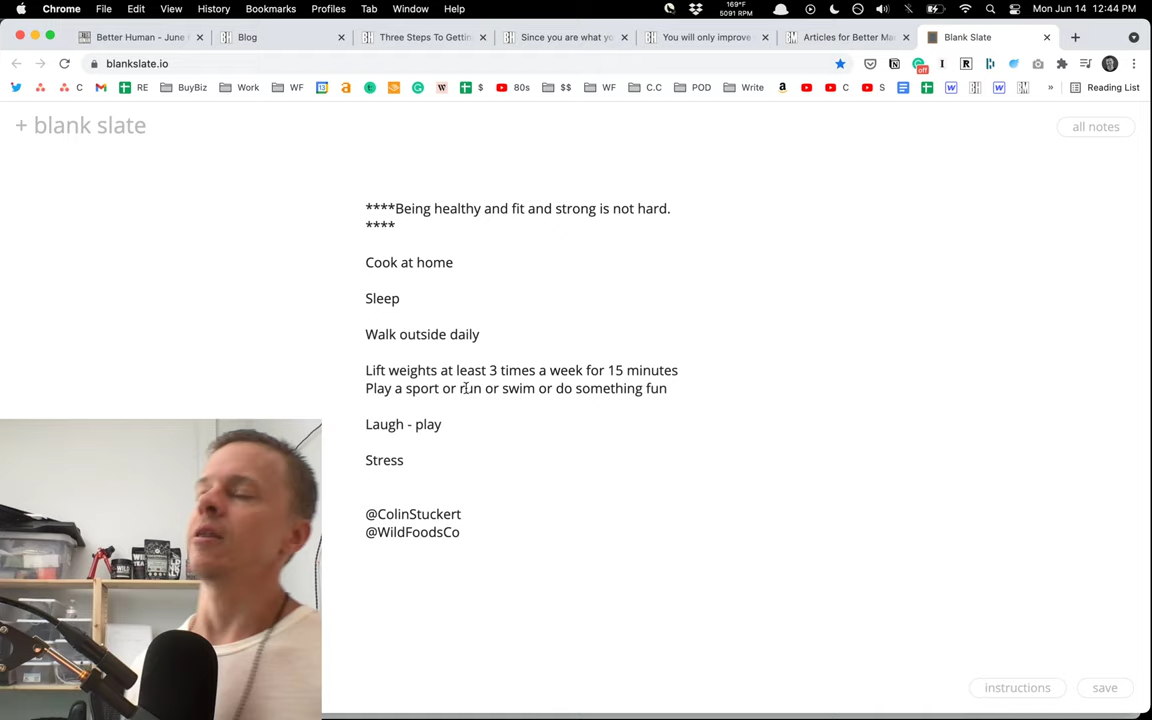 Chrome File Edit View History Bookmarks Profiles Tab Window Help 169°F Mon Jun 14 12:44 PM
5091 RPM
Better Human - June Blog Three Steps To Gettin Since you are what yo You will only improve Articles for Better Ma Blank Slate
blankslate.io
C RE BuyBiz Work WF $ 80s $$ WF C.C POD Write C S Reading List
+ blank slate all notes
****Being healthy and fit and strong is not hard.
****
Cook at home
Sleep
Walk outside daily
Lift weights at least 3 times a week for 15 minutes
Play a sport or run or swim or do something fun
Laugh - play
Stress
@ColinStuckert
@WildFoodsCo
instructions save